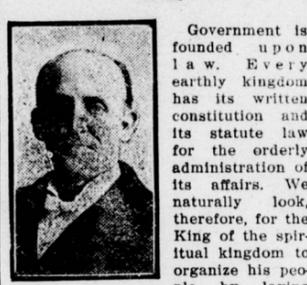 Government is
founded upon
law. Every
earthly kingdom
has its written
constitution and
its statute law
for the orderly
administration of
its affairs. We
naturally look,
therefore, for the
King of the spir-
itual kingdom to
organize his peo-